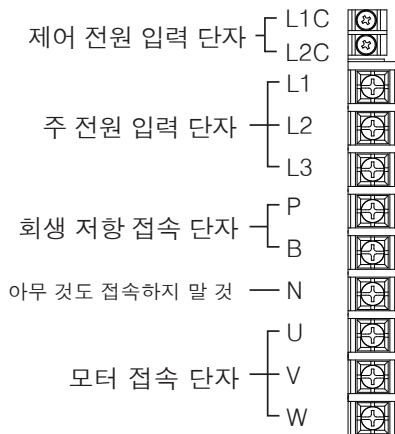 제어 전원 입력 단자
L1C
L2C
주 전원 입력 단자
L1
L2
L3
회생 저항 접속 단자
P
B
아무 것도 접속하지 말 것
N
모터 접속 단자
U
V
W